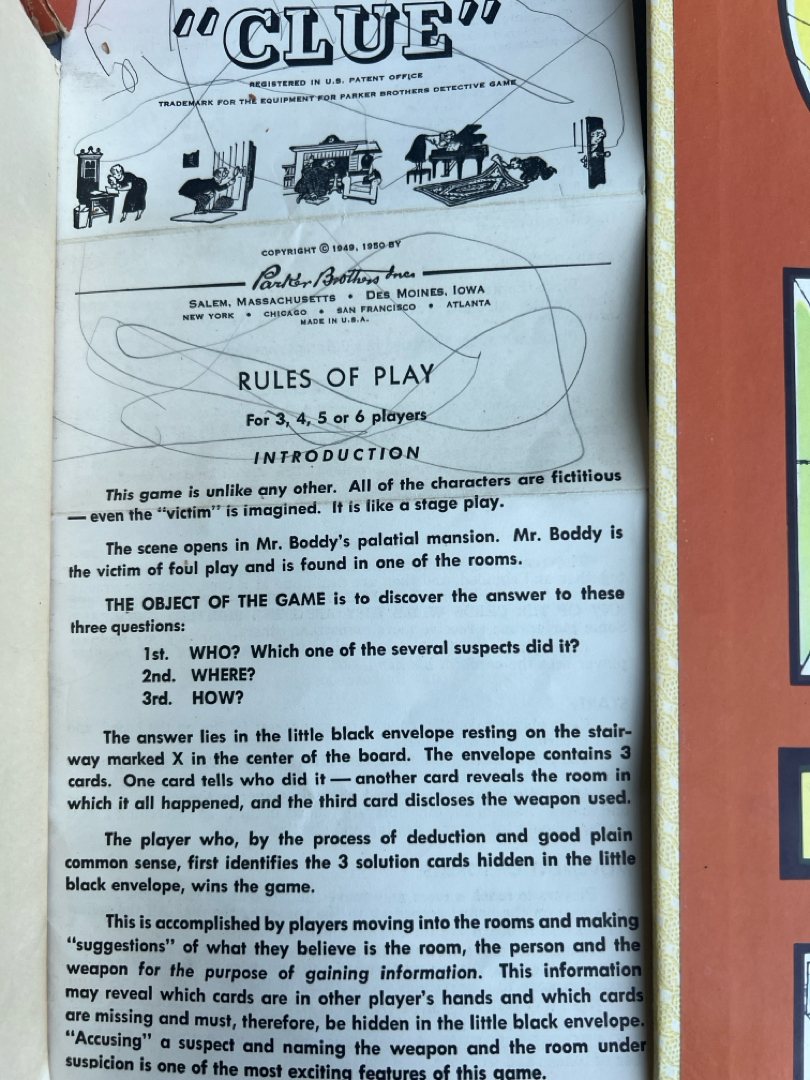 "CLUE"
REGISTERED IN U.S. PATENT OFFICE
TRADEMARK FOR THE EQUIPMENT FOR PARKER BROTHERS DETECTIVE GAME
COPYRIGHT © 1949, 1950 BY
Parker Brothers Inc.
SALEM, MASSACHUSETTS • DES MOINES, IOWA
NEW YORK • CHICAGO • SAN FRANCISCO • ATLANTA
MADE IN U.S.A.
RULES OF PLAY
For 3, 4, 5 or 6 players
INTRODUCTION
This game is unlike any other. All of the characters are fictitious
— even the "victim" is imagined. It is like a stage play.
The scene opens in Mr. Boddy's palatial mansion. Mr. Boddy is
the victim of foul play and is found in one of the rooms.
THE OBJECT OF THE GAME is to discover the answer to these
three questions:
1st. WHO? Which one of the several suspects did it?
2nd. WHERE?
3rd. HOW?
The answer lies in the little black envelope resting on the stair-
way marked X in the center of the board. The envelope contains 3
cards. One card tells who did it — another card reveals the room in
which it all happened, and the third card discloses the weapon used.
The player who, by the process of deduction and good plain
common sense, first identifies the 3 solution cards hidden in the little
black envelope, wins the game.
This is accomplished by players moving into the rooms and making
"suggestions" of what they believe is the room, the person and the
weapon for the purpose of gaining information. This information
may reveal which cards are in other player's hands and which cards
are missing and must, therefore, be hidden in the little black envelope.
"Accusing" a suspect and naming the weapon and the room under
suspicion is one of the most exciting features of this game.